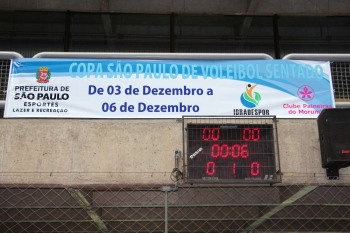 COPA SÃO PAULO DE VOLEIBOL SENTADO
PREFEITURA DE
SÃO PAULO
ESPORTES
LAZER E RECREAÇÃO
De 03 de Dezembro a
06 de Dezembro
IGRADESPOR
Clube Paineiras
do Morumby
00 00
00:06
0 1 0